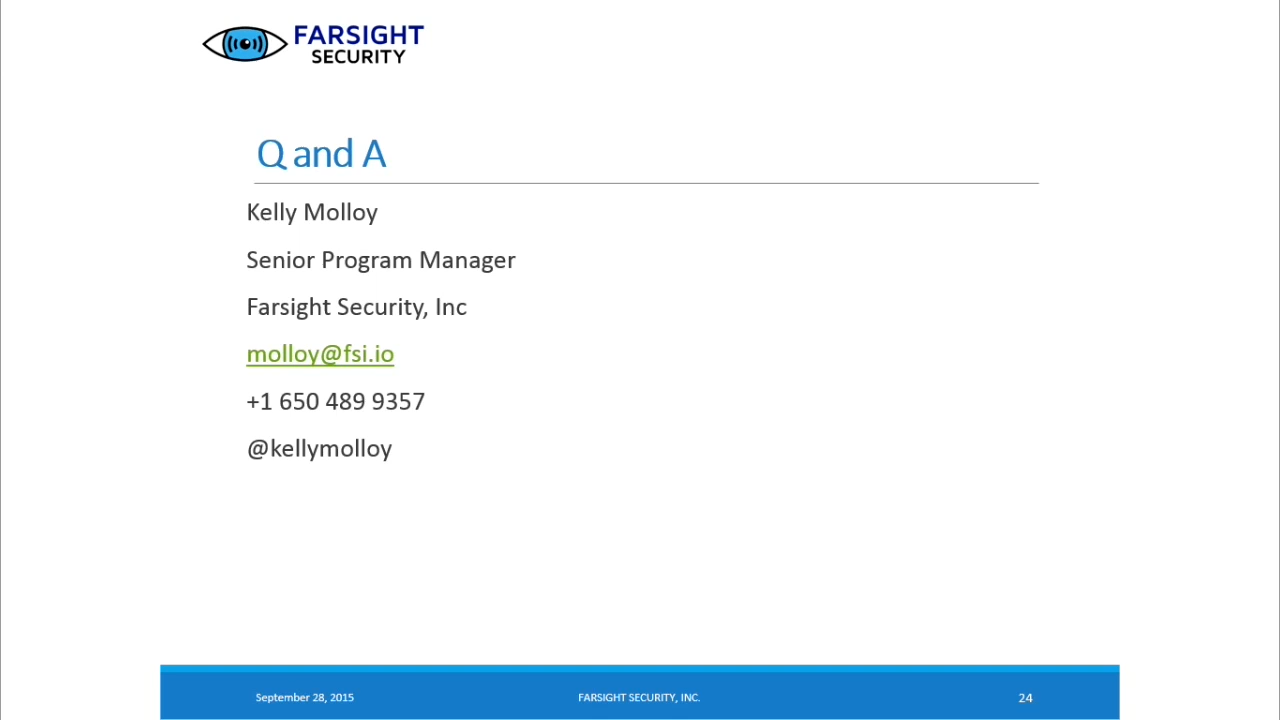 FARSIGHT
SECURITY
Q and A
Kelly Molloy
Senior Program Manager
Farsight Security, Inc
molloy@fsi.io
+1 650 489 9357
@kellymolloy
September 28, 2015
FARSIGHT SECURITY, INC.
24